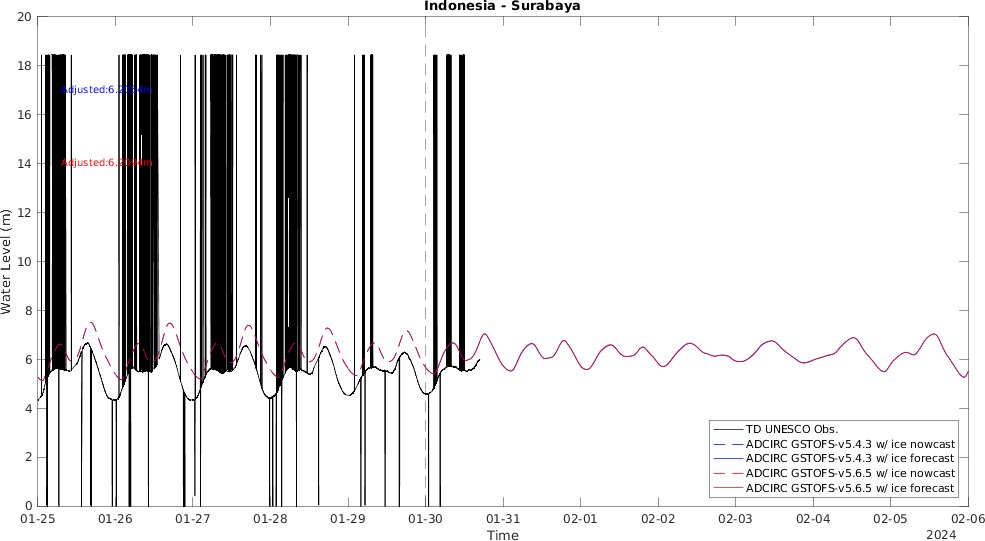 Indonesia - Surabaya
Water Level (m)
20
18
16
14
12
10
8
6
4
2
0
Adjusted:6.2054m
TD UNESCO Obs.
ADCIRC GSTOFS-v5.4.3 w/ ice nowcast
ADCIRC GSTOFS-v5.4.3 w/ ice forecast
ADCIRC GSTOFS-v5.6.5 w/ ice nowcast
ADCIRC GSTOFS-v5.6.5 w/ ice forecast
01-25 01-26 01-27 01-28 01-29 01-30 01-31 02-01 02-02 02-03 02-04 02-05 02-06
Time
2024